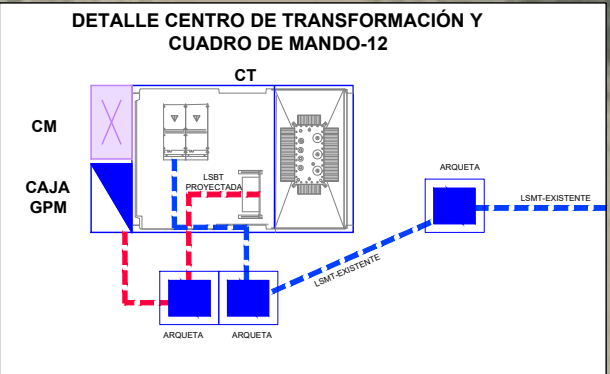 DETALLE CENTRO DE TRANSFORMACIÓN Y
CUADRO DE MANDO-12
CT
CM
CAJA
GPM
LSBT
PROYECTADA
ARQUETA
LSMT-EXISTENTE
LSMT-EXISTENTE
ARQUETA
ARQUETA